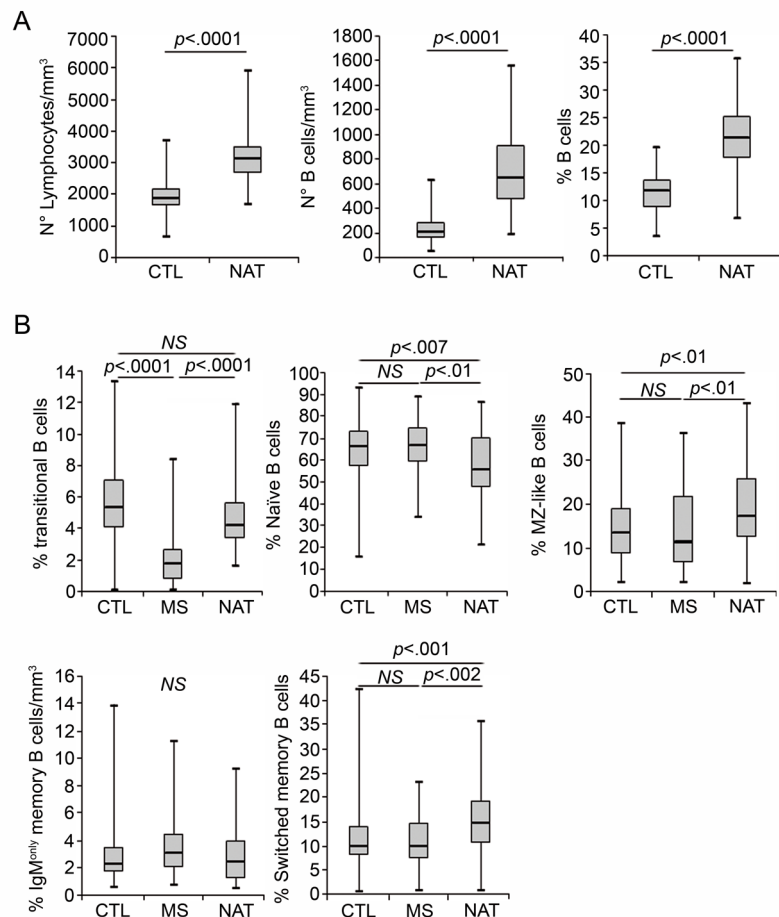 A
N° Lymphocytes/mm³
7000
6000
5000
4000
3000
2000
1000
0
p<.0001
CTL NAT
N° B cells/mm³
1800
1600
1400
1200
1000
800
600
400
200
0
p<.0001
CTL NAT
% B cells
40
35
30
25
20
15
10
5
0
p<.0001
CTL NAT
B
% transitional B cells
14
12
10
8
6
4
2
0
NS
p<.0001 p<.0001
CTL MS NAT
% Naïve B cells
100
90
80
70
60
50
40
30
20
10
0
p<.007
NS p<.01
CTL MS NAT
% MZ-like B cells
50
40
30
20
10
0
p<.01
NS p<.01
CTL MS NAT
% IgMonly memory B cells/mm³
16
14
12
10
8
6
4
2
0
NS
CTL MS NAT
% Switched memory B cells
45
40
35
30
25
20
15
10
5
0
p<.001
NS p<.002
CTL MS NAT